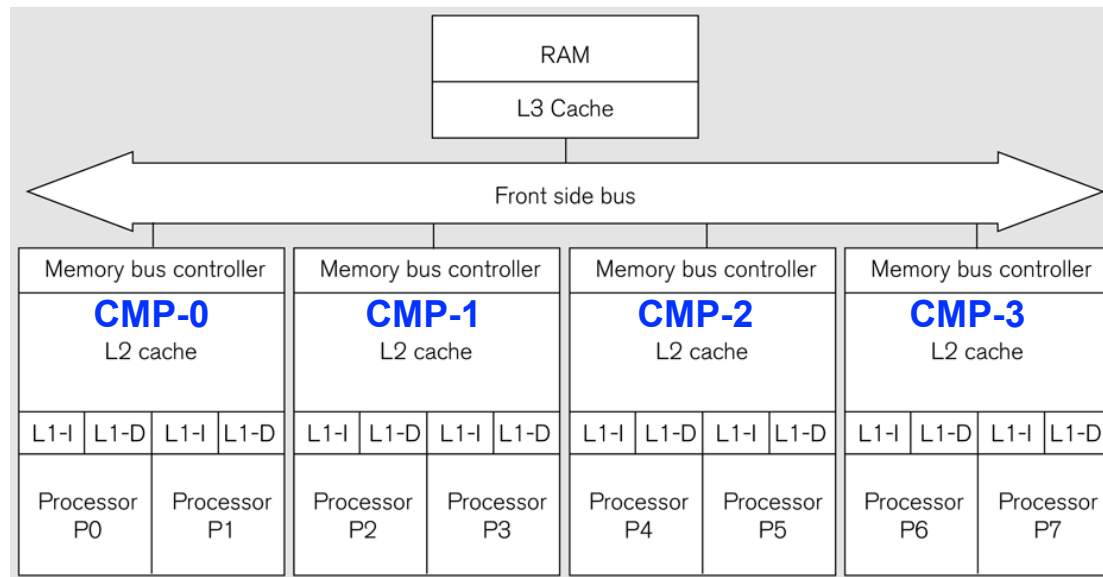 RAM
L3 Cache
Front side bus
Memory bus controller
CMP-0
L2 cache
L1-I L1-D L1-I L1-D
Processor P0
Processor P1
Memory bus controller
CMP-1
L2 cache
L1-I L1-D L1-I L1-D
Processor P2
Processor P3
Memory bus controller
CMP-2
L2 cache
L1-I L1-D L1-I L1-D
Processor P4
Processor P5
Memory bus controller
CMP-3
L2 cache
L1-I L1-D L1-I L1-D
Processor P6
Processor P7